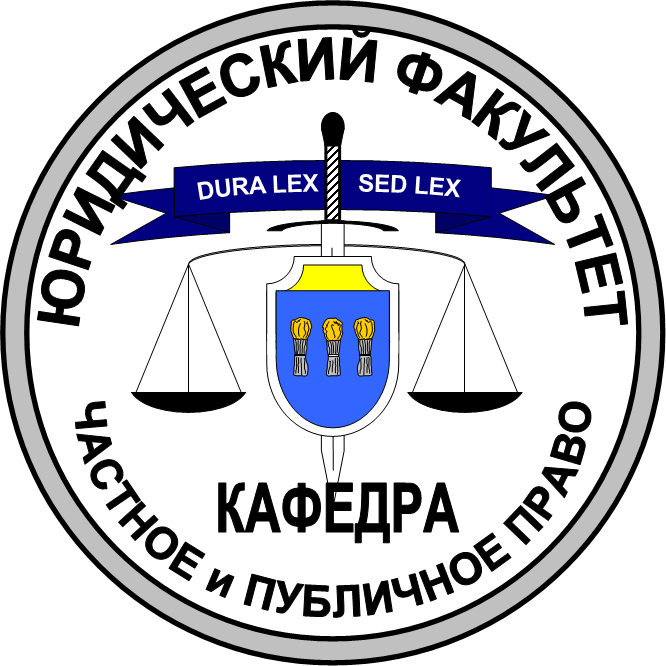 ЮРИДИЧЕСКИЙ ФАКУЛЬТЕТ
DURA LEX SED LEX
КАФЕДРА
ЧАСТНОЕ и ПУБЛИЧНОЕ ПРАВО